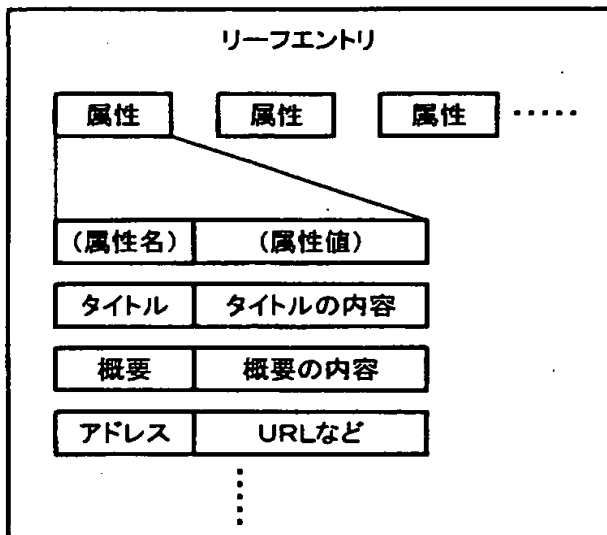 リーフエントリ
属性 属性 属性 ‥‥‥
(属性名) (属性値)
タイトル タイトルの内容
概要 概要の内容
アドレス URLなど